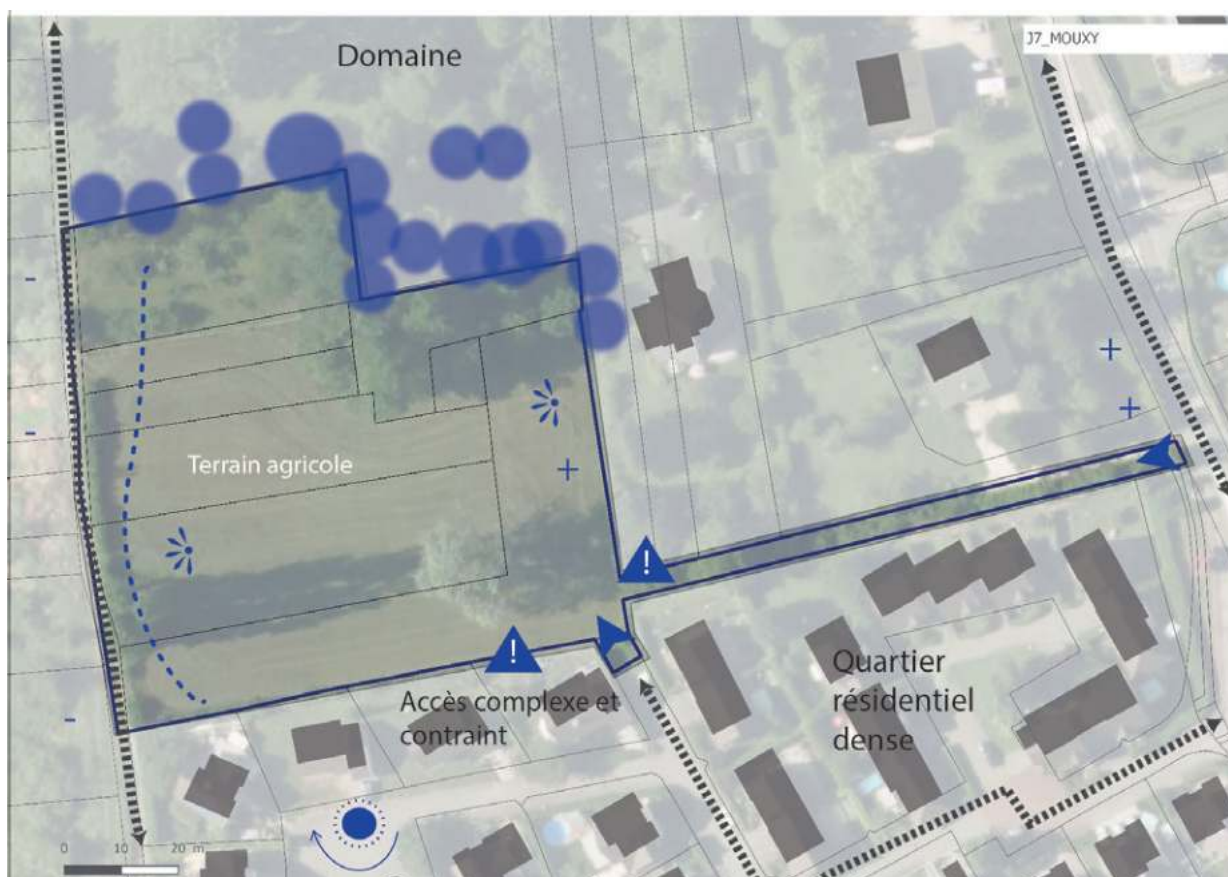 Domaine
J7_MOUXY
-
+
+
-
Terrain agricole
+
!
!
-
Accès complexe et
contraint
Quartier
résidentiel
dense
0 10 20 m